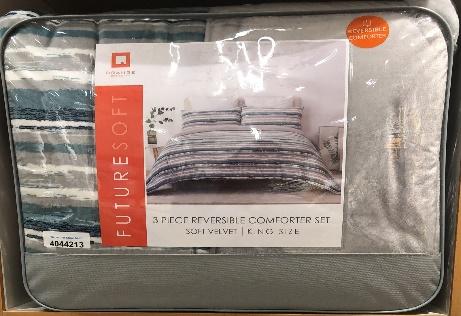 REVERSIBLE
COMFORTER
FUTURESOFT
3 PIECE REVERSIBLE COMFORTER SET
SOFT VELVET | KING SIZE
4044213